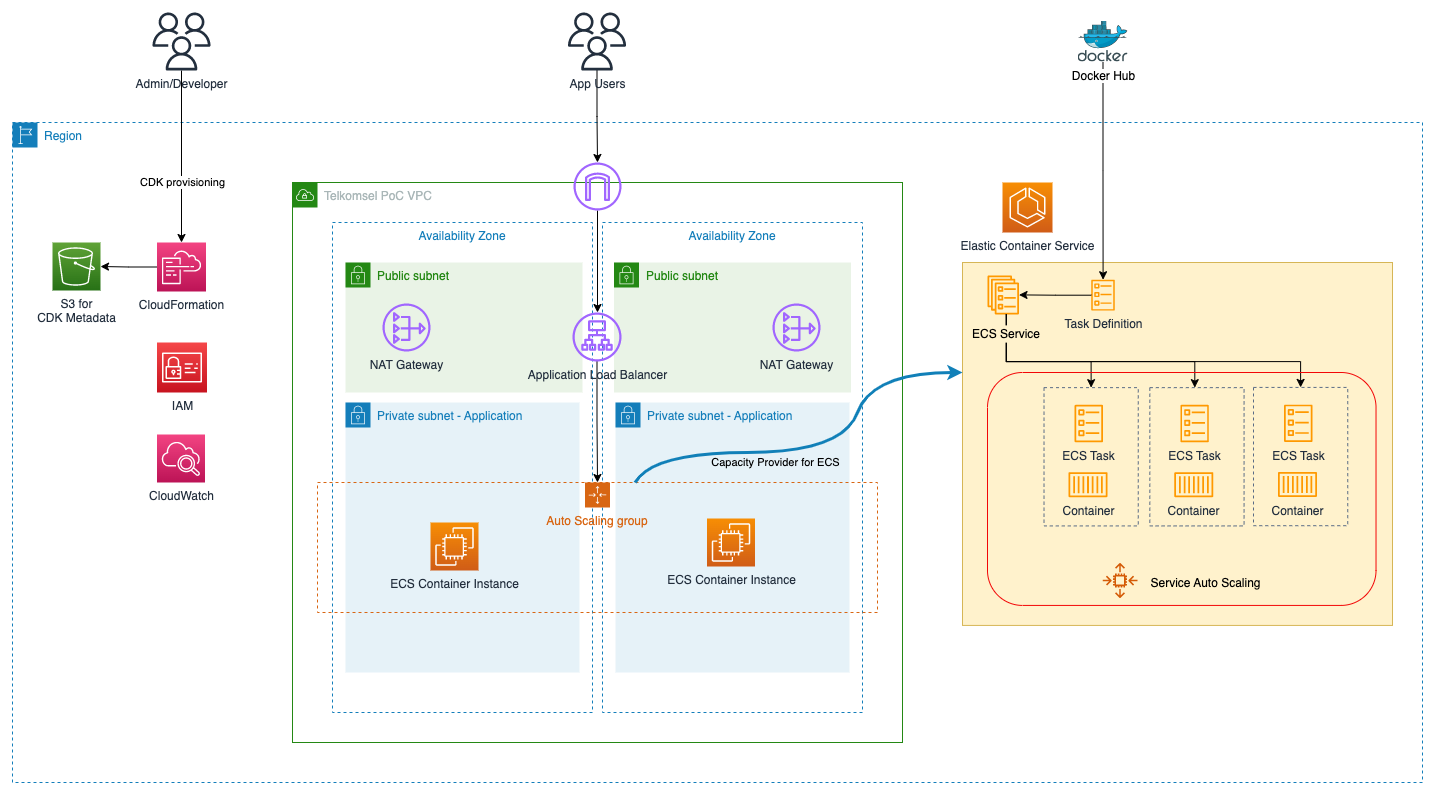 Admin/Developer
App Users
docker
Docker Hub
Region
CDK provisioning
Telkomsel PoC VPC
Availability Zone
Availability Zone
Elastic Container Service
Public subnet
Public subnet
S3 for
CDK Metadata
CloudFormation
NAT Gateway
Application Load Balancer
NAT Gateway
ECS Service
Task Definition
IAM
Private subnet - Application
Private subnet - Application
Capacity Provider for ECS
CloudWatch
Auto Scaling group
ECS Container Instance
ECS Container Instance
ECS Task
ECS Task
ECS Task
Container
Container
Container
Service Auto Scaling